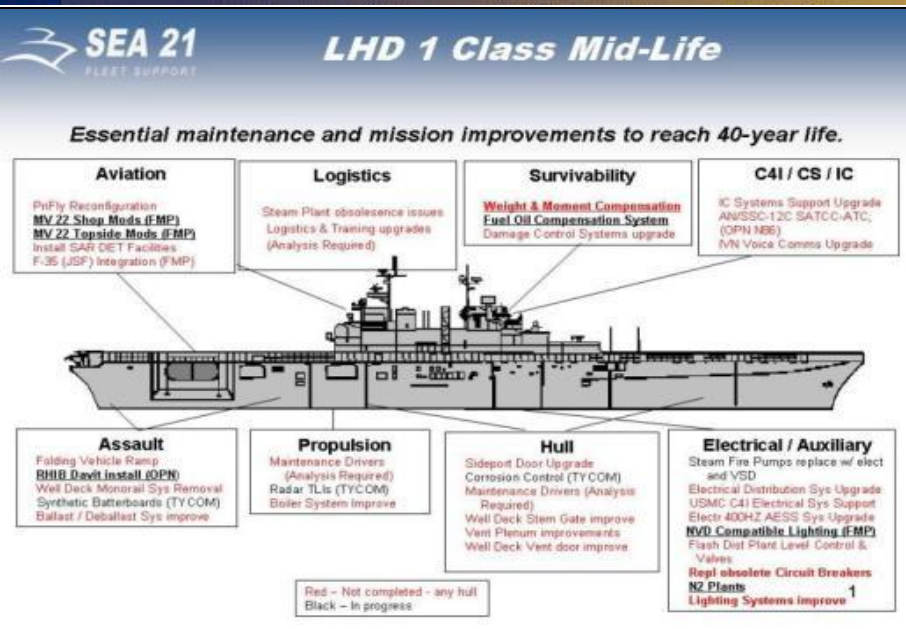 SEA 21
FLEET SUPPORT
LHD 1 Class Mid-Life
Essential maintenance and mission improvements to reach 40-year life.
Aviation
PriFly Reconfiguration
MV 22 Shop Mods (FMP)
MV 22 Topside Mods (FMP)
Install SAR DET Facilities
F-35 (JSF) Integration (FMP)
Logistics
Steam Plant obsolesence issues
Logistics & Training upgrades
(Analysis Required)
Survivability
Weight & Moment Compensation
Fuel Oil Compensation System
Damage Control Systems upgrade
C4I / CS / IC
IC Systems Support Upgrade
AN/SSC-12C SATCC-ATC,
(OPN N86)
IVN Voice Comms Upgrade
Assault
Folding Vehicle Ramp
RHIB Davit install (OPN)
Well Deck Monorail Sys Removal
Synthetic Batterboards (TYCOM)
Ballast / Deballast Sys improve
Propulsion
Maintenance Drivers
(Analysis Required)
Radar TLIs (TYCOM)
Boiler System Improve
Hull
Sideport Door Upgrade
Corrosion Control (TYCOM)
Maintenance Drivers (Analysis
Required)
Well Deck Stern Gate improve
Vent Plenum improvements
Well Deck Vent door improve
Electrical / Auxiliary
Steam Fire Pumps replace w/ elect
and VSD
Electrical Distribution Sys Upgrade
USMC C4I Electrical Sys Support
Electr 400HZ AESS Sys Upgrade
NVD Compatible Lighting (FMP)
Flash Dist Plant Level Control &
Valves
Repl obsolete Circuit Breakers
N2 Plants
Lighting Systems improve
1
Red – Not completed - any hull
Black – In progress